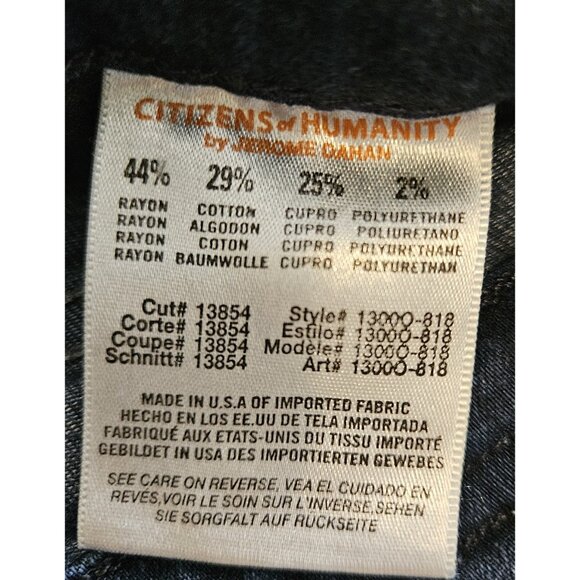 CITIZENS of HUMANITY
by JEROME DAHAN
44% 29% 25% 2%
RAYON COTTON CUPRO POLYURETHANE
RAYON ALGODON CUPRO POLIURETANO
RAYON COTON CUPRO POLYURETHANE
RAYON BAUMWOLLE CUPRO POLYURETHAN
Cut# 13854 Style# 1300O-818
Corte# 13854 Estilo# 1300O-818
Coupe# 13854 Modèle# 1300O-818
Schnitt# 13854 Art# 1300O-818
MADE IN U.S.A OF IMPORTED FABRIC
HECHO EN LOS EE.UU DE TELA IMPORTADA
FABRIQUÉ AUX ETATS-UNIS DU TISSU IMPORTÉ
GEBILDET IN USA DES IMPORTIERTEN GEWEBES
SEE CARE ON REVERSE, VEA EL CUIDADO EN
REVES,VOIR LE SOIN SUR L'INVERSE,SEHEN
SIE SORGFALT AUF RÜCKSEITE